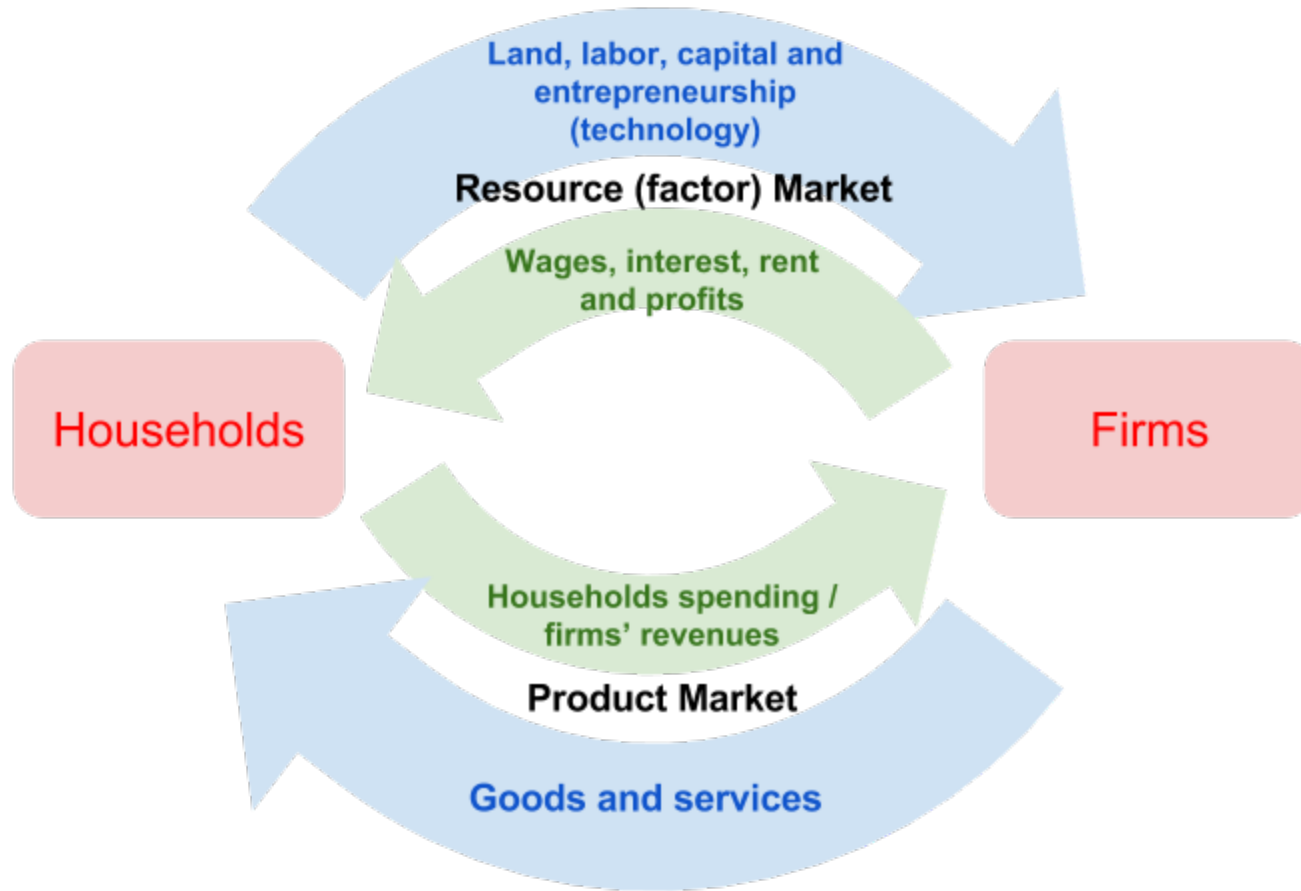 Land, labor, capital and
entrepreneurship
(technology)
Resource (factor) Market
Wages, interest, rent
and profits
Households
Firms
Households spending /
firms’ revenues
Product Market
Goods and services